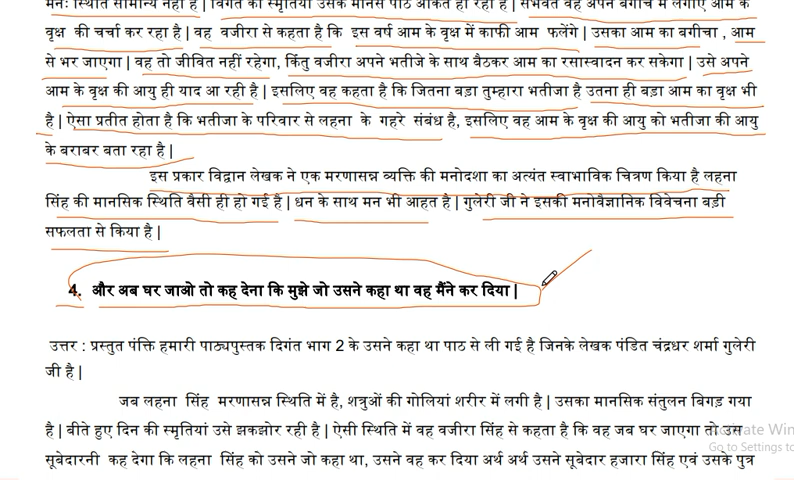 मनः स्थिति सामान्य नहीं है | विगत की स्मृतियां उसके मानस पाठ अंकित हो रही है | संभवत वह अपने बगीचे में लगाए आम के
वृक्ष की चर्चा कर रहा है | वह वजीरा से कहता है कि इस वर्ष आम के वृक्ष में काफी आम फलेंगे | उसका आम का बगीचा , आम
से भर जाएगा | वह तो जीवित नहीं रहेगा, किंतु वजीरा अपने भतीजे के साथ बैठकर आम का रसास्वादन कर सकेगा | उसे अपने
आम के वृक्ष की आयु ही याद आ रही है | इसलिए वह कहता है कि जितना बड़ा तुम्हारा भतीजा है उतना ही बड़ा आम का वृक्ष भी
है | ऐसा प्रतीत होता है कि भतीजा के परिवार से लहना के गहरे संबंध है, इसलिए वह आम के वृक्ष की आयु को भतीजा की आयु
के बराबर बता रहा है |
इस प्रकार विद्वान लेखक ने एक मरणासन्न व्यक्ति की मनोदशा का अत्यंत स्वाभाविक चित्रण किया है लहना
सिंह की मानसिक स्थिति वैसी ही हो गई है | धन के साथ मन भी आहत है | गुलेरी जी ने इसकी मनोवैज्ञानिक विवेचना बड़ी
सफलता से किया है |
4. और अब घर जाओ तो कह देना कि मुझे जो उसने कहा था वह मैंने कर दिया |
उत्तर : प्रस्तुत पंक्ति हमारी पाठ्यपुस्तक दिगंत भाग 2 के उसने कहा था पाठ से ली गई है जिनके लेखक पंडित चंद्रधर शर्मा गुलेरी
जी है |
जब लहना सिंह मरणासन्न स्थिति में है, शत्रुओं की गोलियां शरीर में लगी है | उसका मानसिक संतुलन बिगड़ गया
है | बीते हुए दिन की स्मृतियां उसे झकझोर रही है | ऐसी स्थिति में वह वजीरा सिंह से कहता है कि वह जब घर जाएगा तो उस
सूबेदारनी कह देगा कि लहना सिंह को उसने जो कहा था, उसने वह कर दिया अर्थ अर्थ उसने सूबेदार हजारा सिंह एवं उसके पुत्र
Activate Win
Go to Settings to